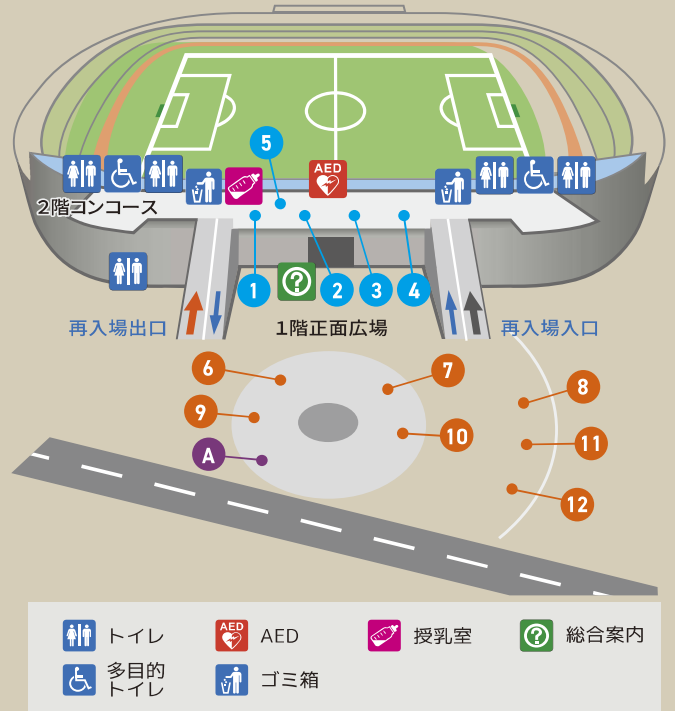 5
AED
2階コンコース
1
2
3
4
再入場出口
1階正面広場
再入場入口
6
7
8
9
10
11
A
12
トイレ
AED
AED
授乳室
総合案内
多目的
トイレ
ゴミ箱